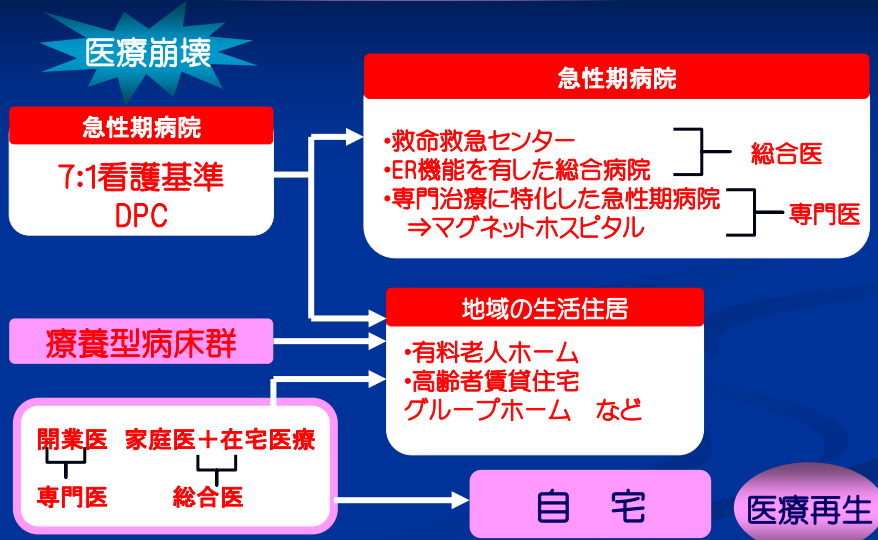 医療崩壊
急性期病院
7:1看護基準
DPC
急性期病院
•救命救急センター
•ER機能を有した総合病院
総合医
•専門治療に特化した急性期病院
⇒マグネットホスピタル
専門医
療養型病床群
地域の生活住居
•有料老人ホーム
•高齢者賃貸住宅
グループホーム　など
開業医　家庭医＋在宅医療
専門医　総合医
自　宅
医療再生